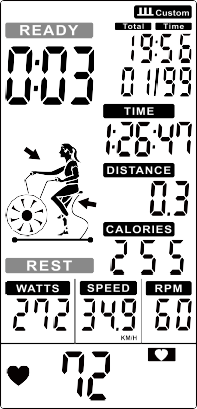 Custom
READY
Total Time
0:03
19:56
01/99
TIME
1:26:47
DISTANCE
0.3
CALORIES
255
REST
WATTS SPEED RPM
272 34.9 60
KM/H
72